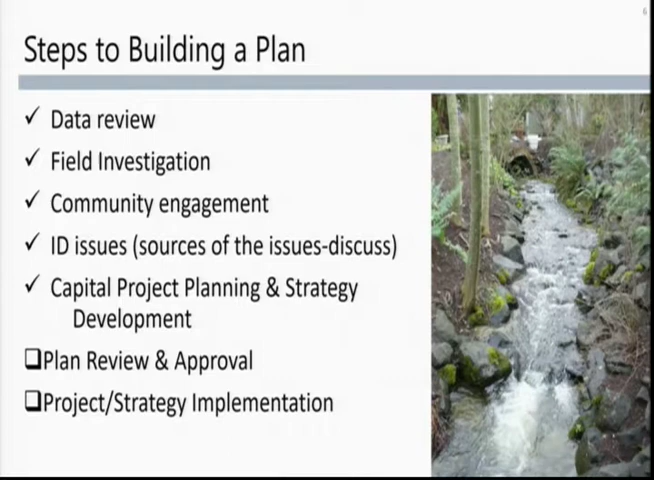 6
Steps to Building a Plan
✓ Data review
✓ Field Investigation
✓ Community engagement
✓ ID issues (sources of the issues-discuss)
✓ Capital Project Planning & Strategy
Development
❑Plan Review & Approval
❑Project/Strategy Implementation